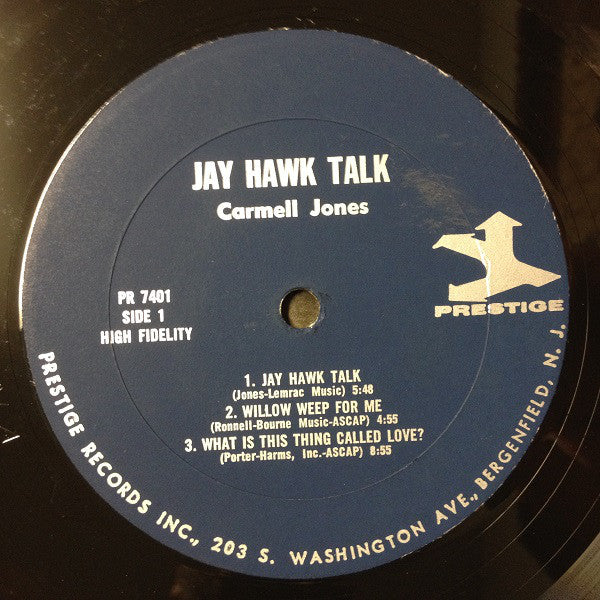 JAY HAWK TALK
Carmell Jones
PRESTIGE
PR 7401
SIDE 1
HIGH FIDELITY
1. JAY HAWK TALK
(Jones-Lemrac Music) 5:48
2. WILLOW WEEP FOR ME
(Ronnell-Bourne Music-ASCAP) 4:55
3. WHAT IS THIS THING CALLED LOVE?
(Porter-Harms, Inc.-ASCAP) 8:55
PRESTIGE RECORDS INC., 203 S. WASHINGTON AVE., BERGENFIELD, N. J.